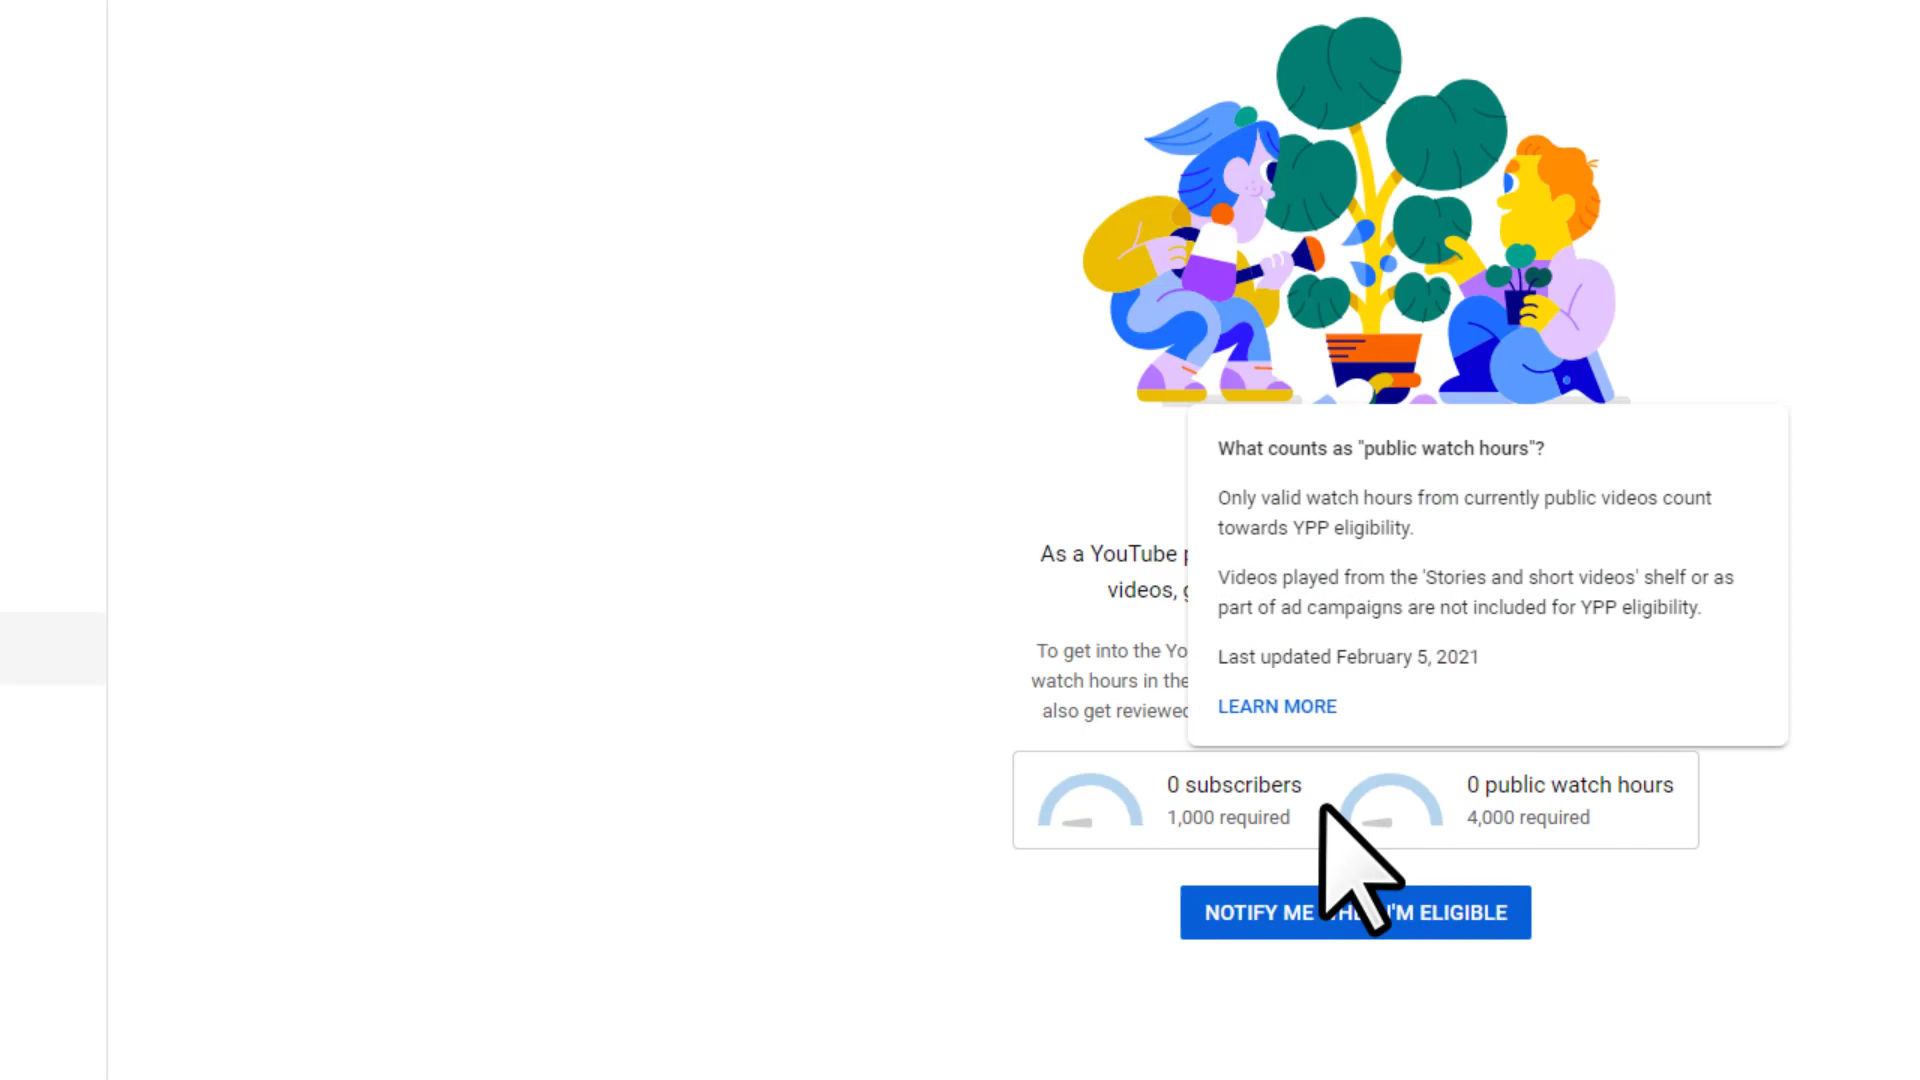 What counts as "public watch hours"?
Only valid watch hours from currently public videos count
towards YPP eligibility.
Videos played from the 'Stories and short videos' shelf or as
part of ad campaigns are not included for YPP eligibility.
Last updated February 5, 2021
LEARN MORE
As a YouTube
videos,
To get into the
watch hours in the
also get reviewed
0 subscribers
1,000 required
0 public watch hours
4,000 required
NOTIFY ME I'M ELIGIBLE